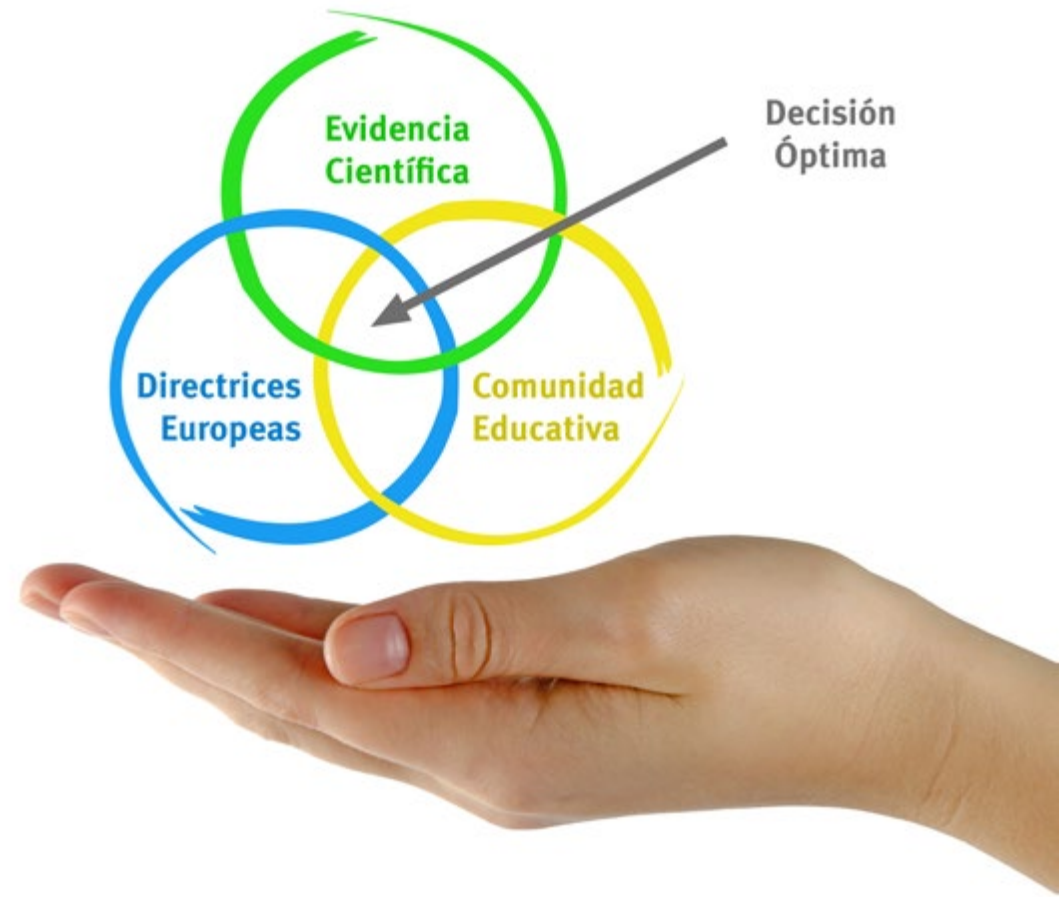 Evidencia
Científica
Decisión
Óptima
Directrices
Europeas
Comunidad
Educativa